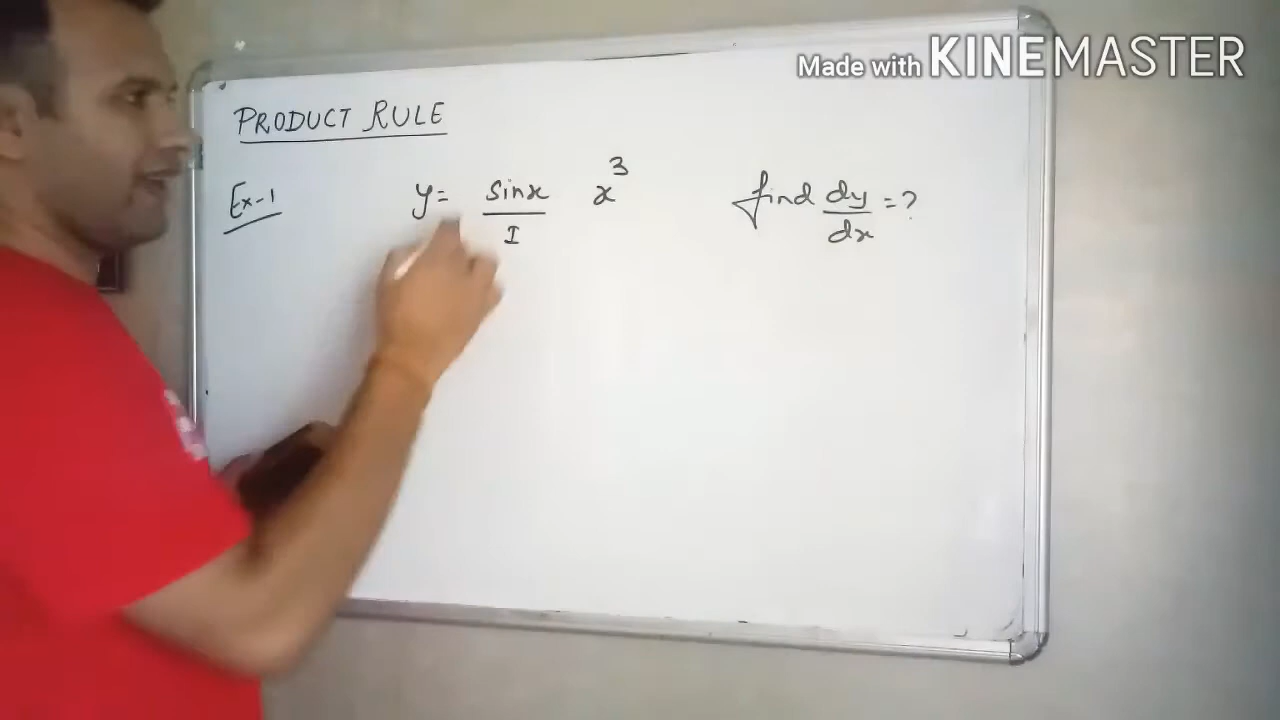 Made with KINEMASTER
PRODUCT RULE
Ex-1 y= sinx x³ find dy/dx =?
I